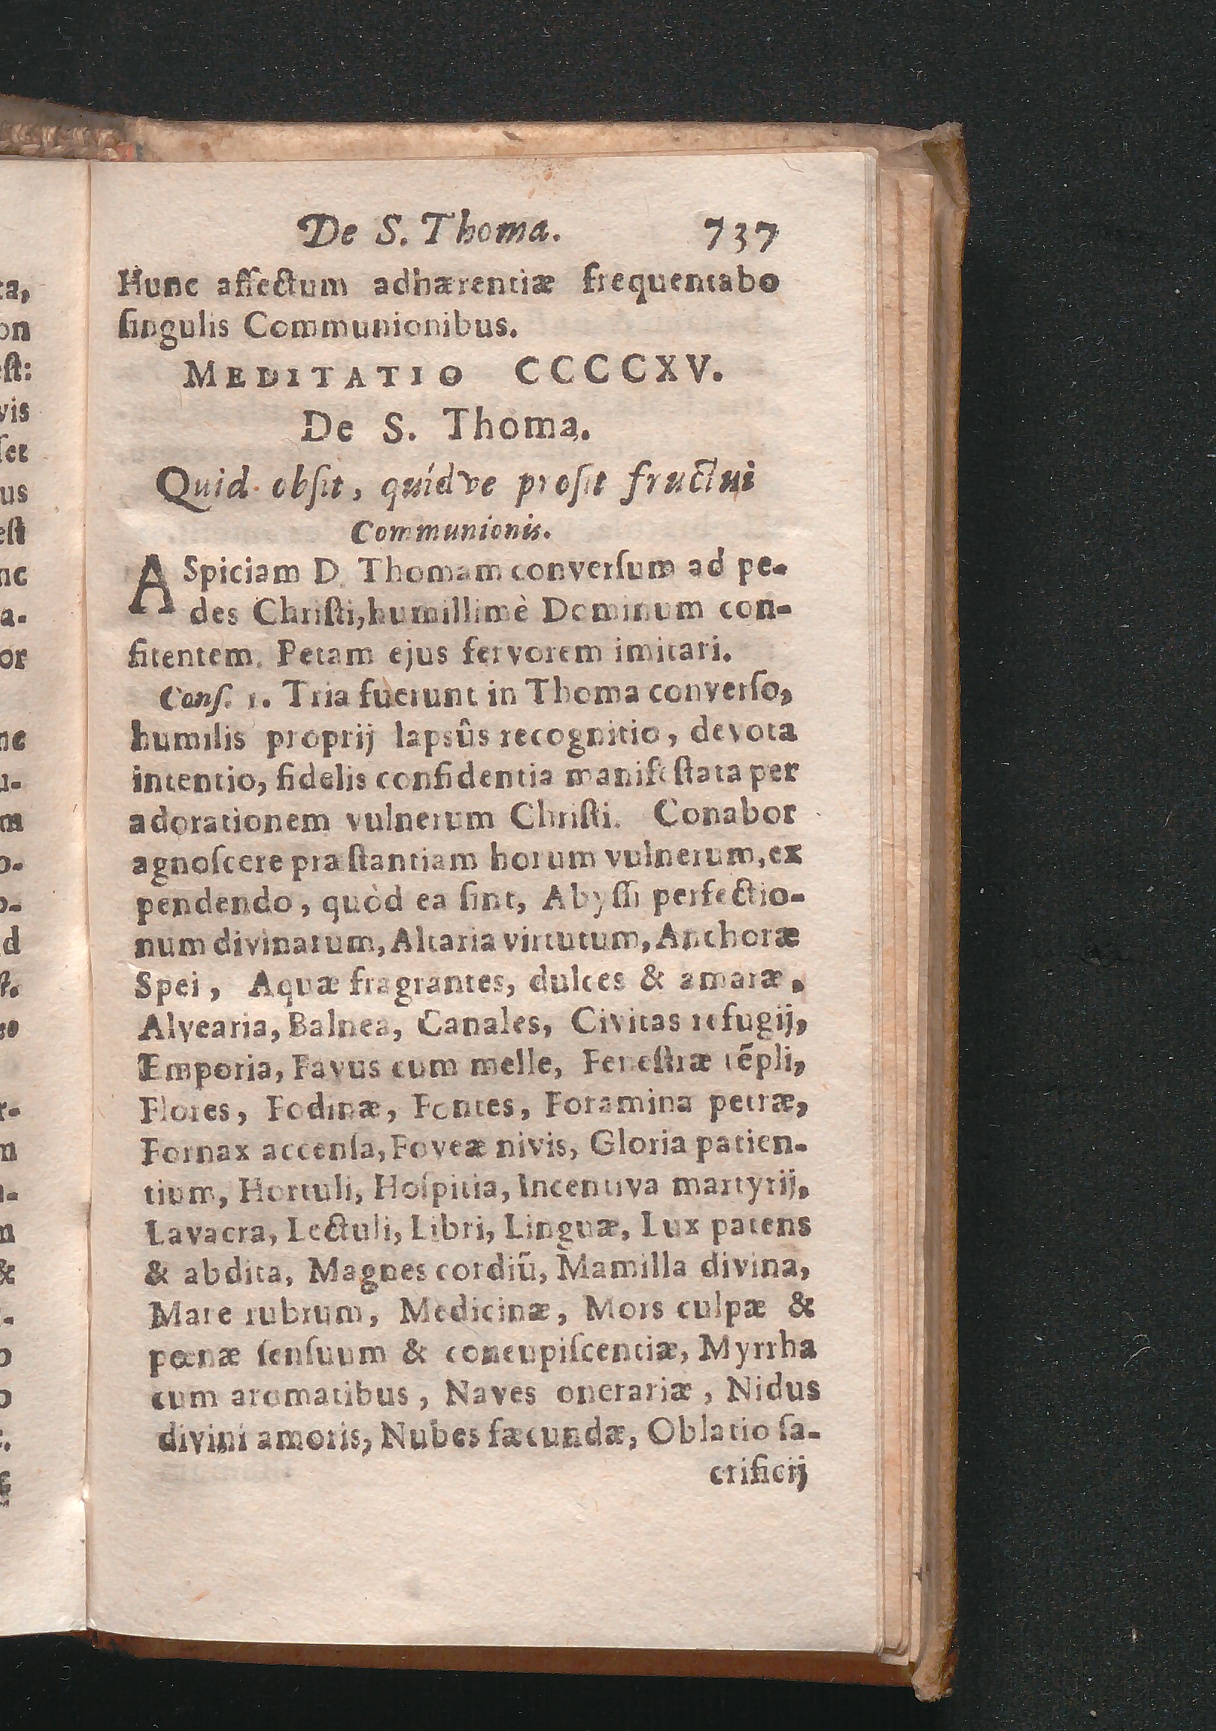 De S. Thoma. 737
Hunc affectum adhærentiæ frequentabo
ſingulis Communionibus.
MEDITATIO CCCCXV.
De S. Thoma.
Quid obſit, quídve proſit fructui
Communionis.
ASpiciam D. Thomam converſum ad pe-
des Chriſti, humillimè Dominum con-
fitentem. Petam ejus fervorem imitari.
Conſ. 1. Tria fuerunt in Thoma converſo,
humilis proprij lapsûs recognitio, devota
intentio, fidelis confidentia manifeſtata per
adorationem vulnerum Chriſti. Conabor
agnoſcere præſtantiam horum vulnerum, ex
pendendo, quòd ea ſint, Abyſſi perfectio-
num divinarum, Altaria virtutum, Anchoræ
Spei, Aquæ fragrantes, dulces & amaræ,
Alvearia, Balnea, Canales, Civitas refugij,
Emporia, Favus cum melle, Feneſtræ tẽpli,
Flores, Fodinæ, Fontes, Foramina petræ,
Fornax accenſa, Foveæ nivis, Gloria patien-
tium, Hortuli, Hoſpitia, Incentiva martyrij,
Lavacra, Lectuli, Libri, Linguæ, Lux patens
& abdita, Magnes cordiũ, Mamilla divina,
Mare rubrum, Medicinæ, Mors culpæ &
pœnæ ſenſuum & concupiſcentiæ, Myrrha
cum aromatibus, Naves onerariæ, Nidus
divini amoris, Nubes fæcundæ, Oblatio ſa-
crificij